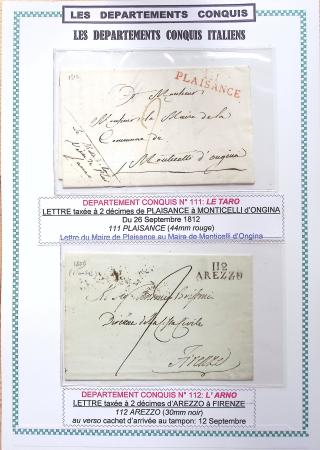 LES DEPARTEMENTS CONQUIS
LES DEPARTEMENTS CONQUIS ITALIENS
1812
PLAISANCE
2
A Monsieur
Monsieur le Maire de la
Commune de
Monticelli d'ongina
DEPARTEMENT CONQUIS N° 111: LE TARO
LETTRE taxée à 2 décimes de PLAISANCE à MONTICELLI d'ONGINA
Du 26 Septembre 1812
111 PLAISANCE (44mm rouge)
Lettre du Maire de Plaisance au Maire de Monticelli d'Ongina
112
AREZZO
2
Firenze
DEPARTEMENT CONQUIS N° 112: L' ARNO
LETTRE taxée à 2 décimes d'AREZZO à FIRENZE
112 AREZZO (30mm noir)
au verso cachet d'arrivée au tampon: 12 Septembre